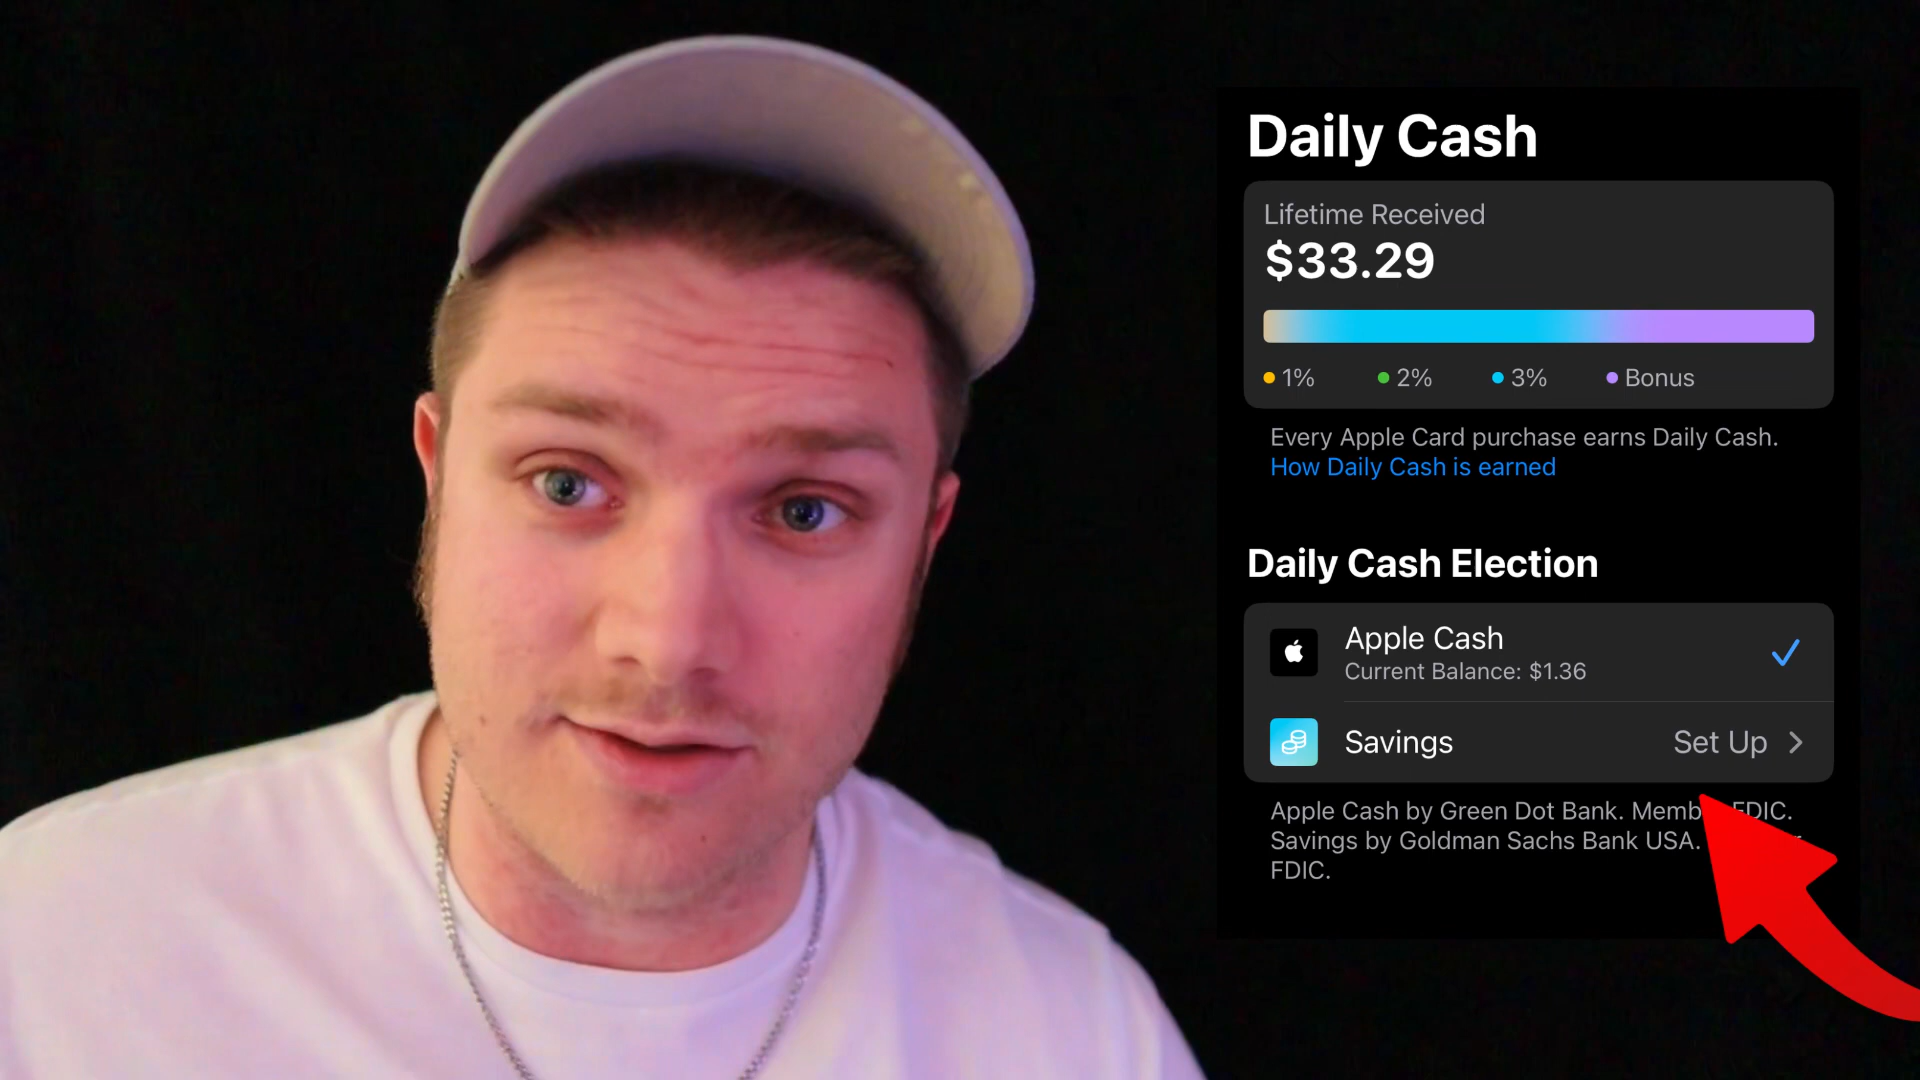 Daily Cash
Lifetime Received
$33.29
1% 2% 3% Bonus
Every Apple Card purchase earns Daily Cash.
How Daily Cash is earned
Daily Cash Election
Apple Cash
Current Balance: $1.36
Savings Set Up
Apple Cash by Green Dot Bank. FDIC.
Savings by Goldman Sachs Bank USA.
FDIC.